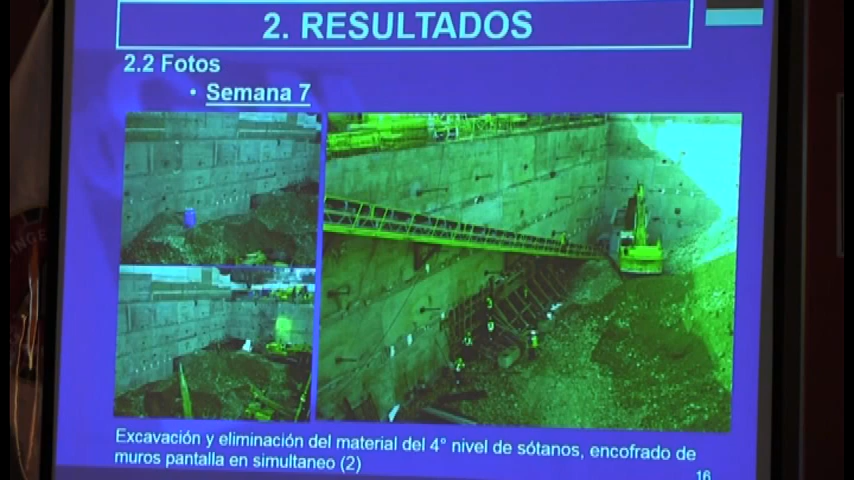 2. RESULTADOS
2.2 Fotos
• Semana 7
Excavación y eliminación del material del 4° nivel de sótanos, encofrado de
muros pantalla en simultaneo (2)
16
INGE